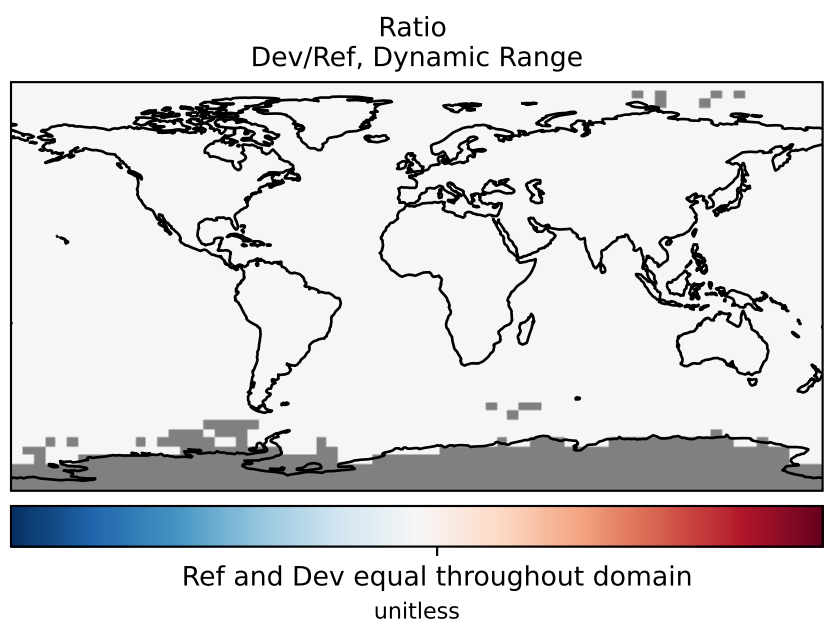 Ratio
Dev/Ref, Dynamic Range
Ref and Dev equal throughout domain
unitless